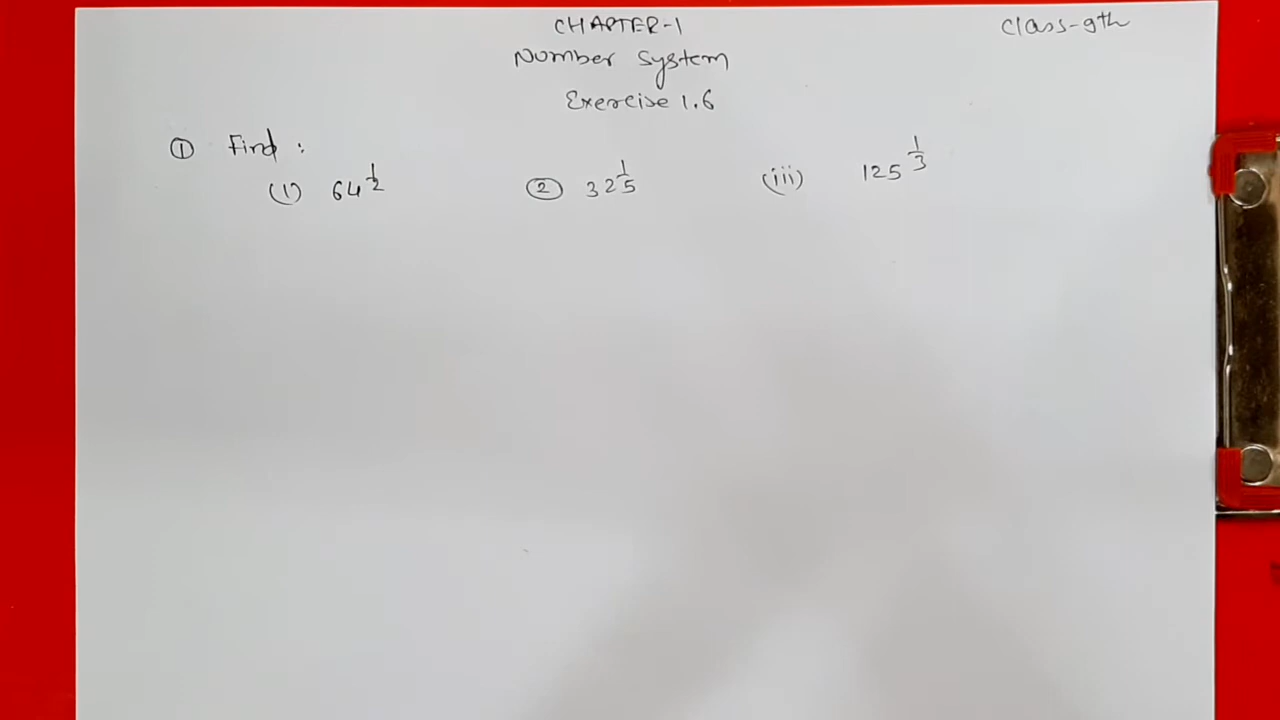 CHAPTER-1
Class-9th
Number System
Exercise 1.6
① Find :
(i) 64^{1/2} ② 32^{1/5} (iii) 125^{1/3}